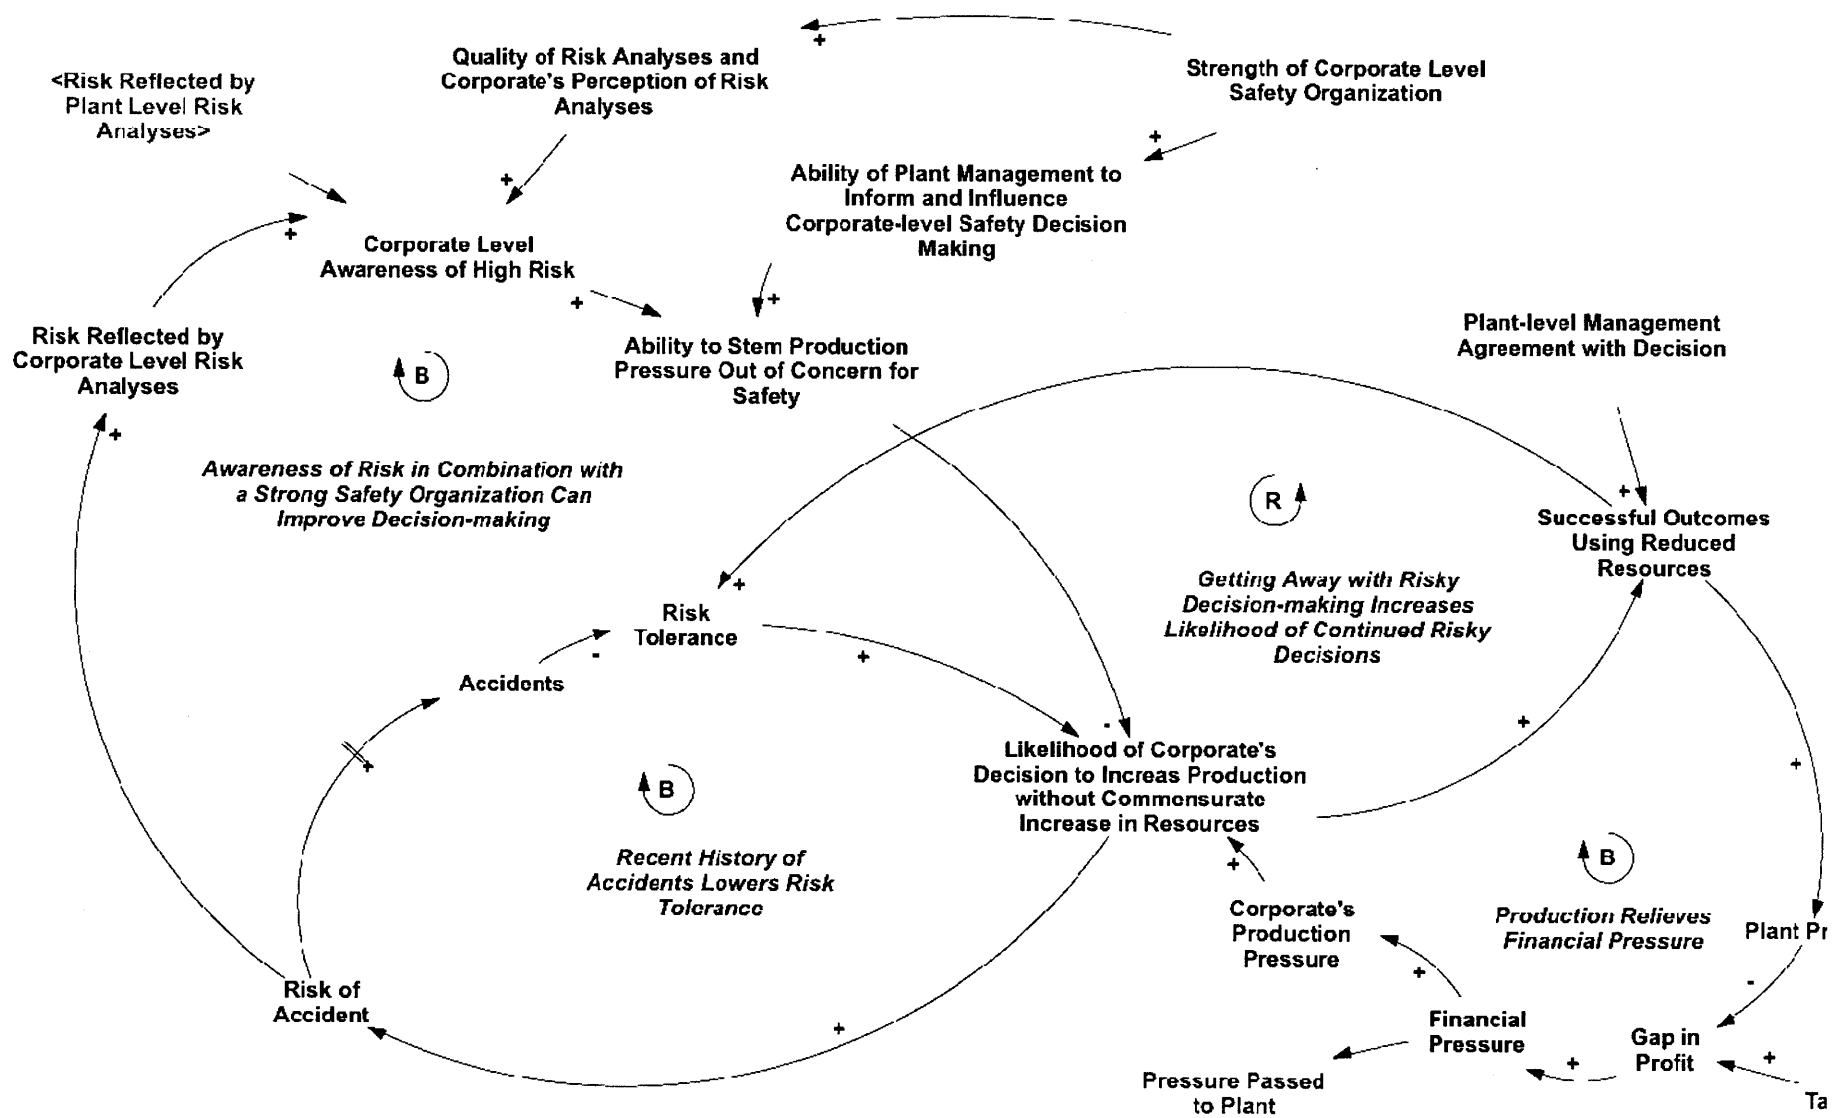 Quality of Risk Analyses and
Corporate's Perception of Risk
Analyses
<Risk Reflected by
Plant Level Risk
Analyses>
Strength of Corporate Level
Safety Organization
Ability of Plant Management to
Inform and Influence
Corporate-level Safety Decision
Making
Corporate Level
Awareness of High Risk
Risk Reflected by
Corporate Level Risk
Analyses
Ability to Stem Production
Pressure Out of Concern for
Safety
Plant-level Management
Agreement with Decision
B
Awareness of Risk in Combination with
a Strong Safety Organization Can
Improve Decision-making
R
Getting Away with Risky
Decision-making Increases
Likelihood of Continued Risky
Decisions
Successful Outcomes
Using Reduced
Resources
Risk
Tolerance
Accidents
Likelihood of Corporate's
Decision to Increas Production
without Commensurate
Increase in Resources
B
Recent History of
Accidents Lowers Risk
Tolerance
B
Production Relieves
Financial Pressure
Corporate's
Production
Pressure
Plant Pr
Risk of
Accident
Financial
Pressure
Gap in
Profit
Pressure Passed
to Plant
Ta
+
+
+
+
+
+
+
+
+
-
+
-
+
+
+
+
-
+
+
+
+